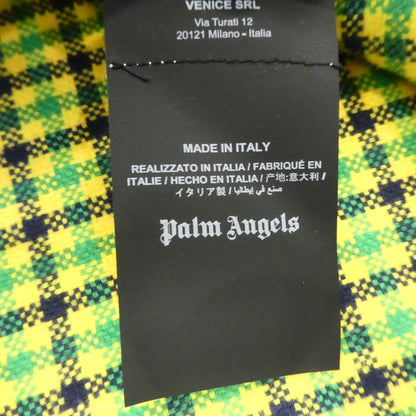 VENICE SRL
Via Turati 12
20121 Milano - Italia
MADE IN ITALY
REALIZZATO IN ITALIA / FABRIQUÉ EN
ITALIE / HECHO EN ITALIA / 产地:意大利 /
イタリア製 / صنع في إيطاليا
Palm Angels